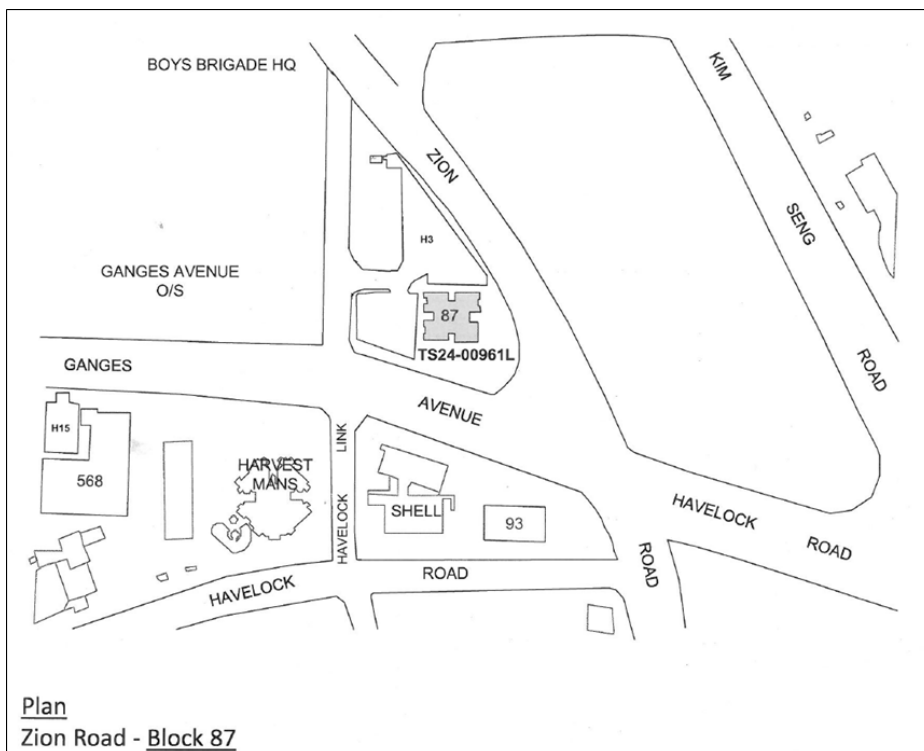 BOYS BRIGADE HQ
KIM
SENG
ROAD
ZION
H3
GANGES AVENUE
O/S
87
TS24-00961L
GANGES
AVENUE
H15
568
HARVEST
MANS
LINK
HAVELOCK
SHELL
93
HAVELOCK
ROAD
ROAD
ROAD
HAVELOCK
Plan
Zion Road - Block 87